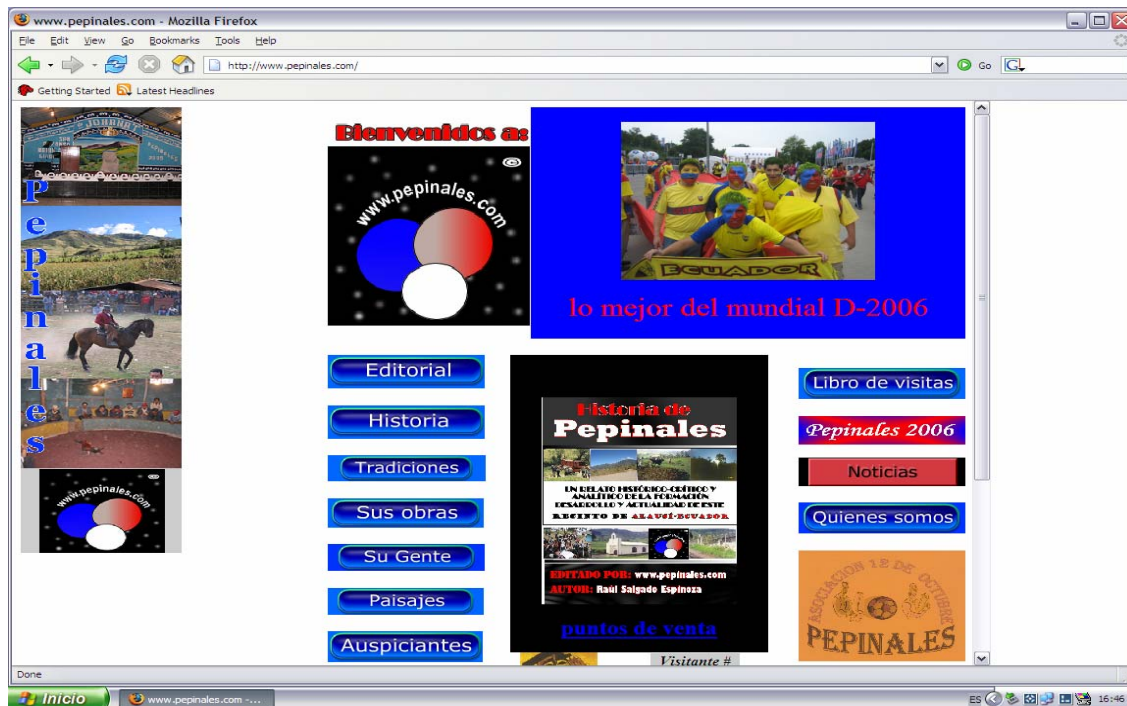 www.pepinales.com - Mozilla Firefox
File Edit View Go Bookmarks Tools Help
http://www.pepinales.com/
Go
G
Getting Started Latest Headlines
JOHANAT
PEPINALES
Pepinales
www.pepinales.com
Bienvenidos a:
www.pepinales.com
ECUADOR
lo mejor del mundial D-2006
Editorial
Historia
Tradiciones
Sus obras
Su Gente
Paisajes
Auspiciantes
Historia de
Pepinales
UN RELATO HISTÓRICO-CRÍTICO Y
ANALÍTICO DE LA FORMACIÓN
DESARROLLO Y ACTUALIDAD DE ESTE
RECINTO DE ALAUSÍ-ECUADOR
EDITADO POR: www.pepinales.com
AUTOR: Raúl Salgado Espinoza
puntos de venta
Visitante #
Libro de visitas
Pepinales 2006
Noticias
Quienes somos
ASOCIACION 12 DE OCTUBRE
PEPINALES
Done
Inicio
www.pepinales.com -...
ES
16:46